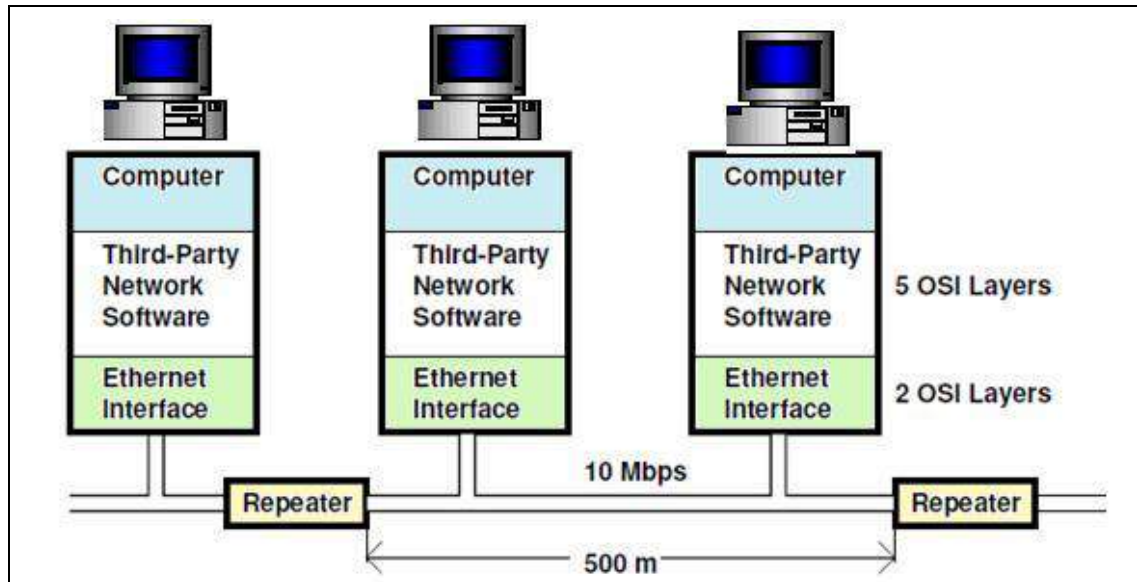 Computer
Third-Party
Network
Software
Ethernet
Interface
Computer
Third-Party
Network
Software
Ethernet
Interface
Computer
Third-Party
Network
Software
Ethernet
Interface
5 OSI Layers
2 OSI Layers
10 Mbps
Repeater
Repeater
500 m